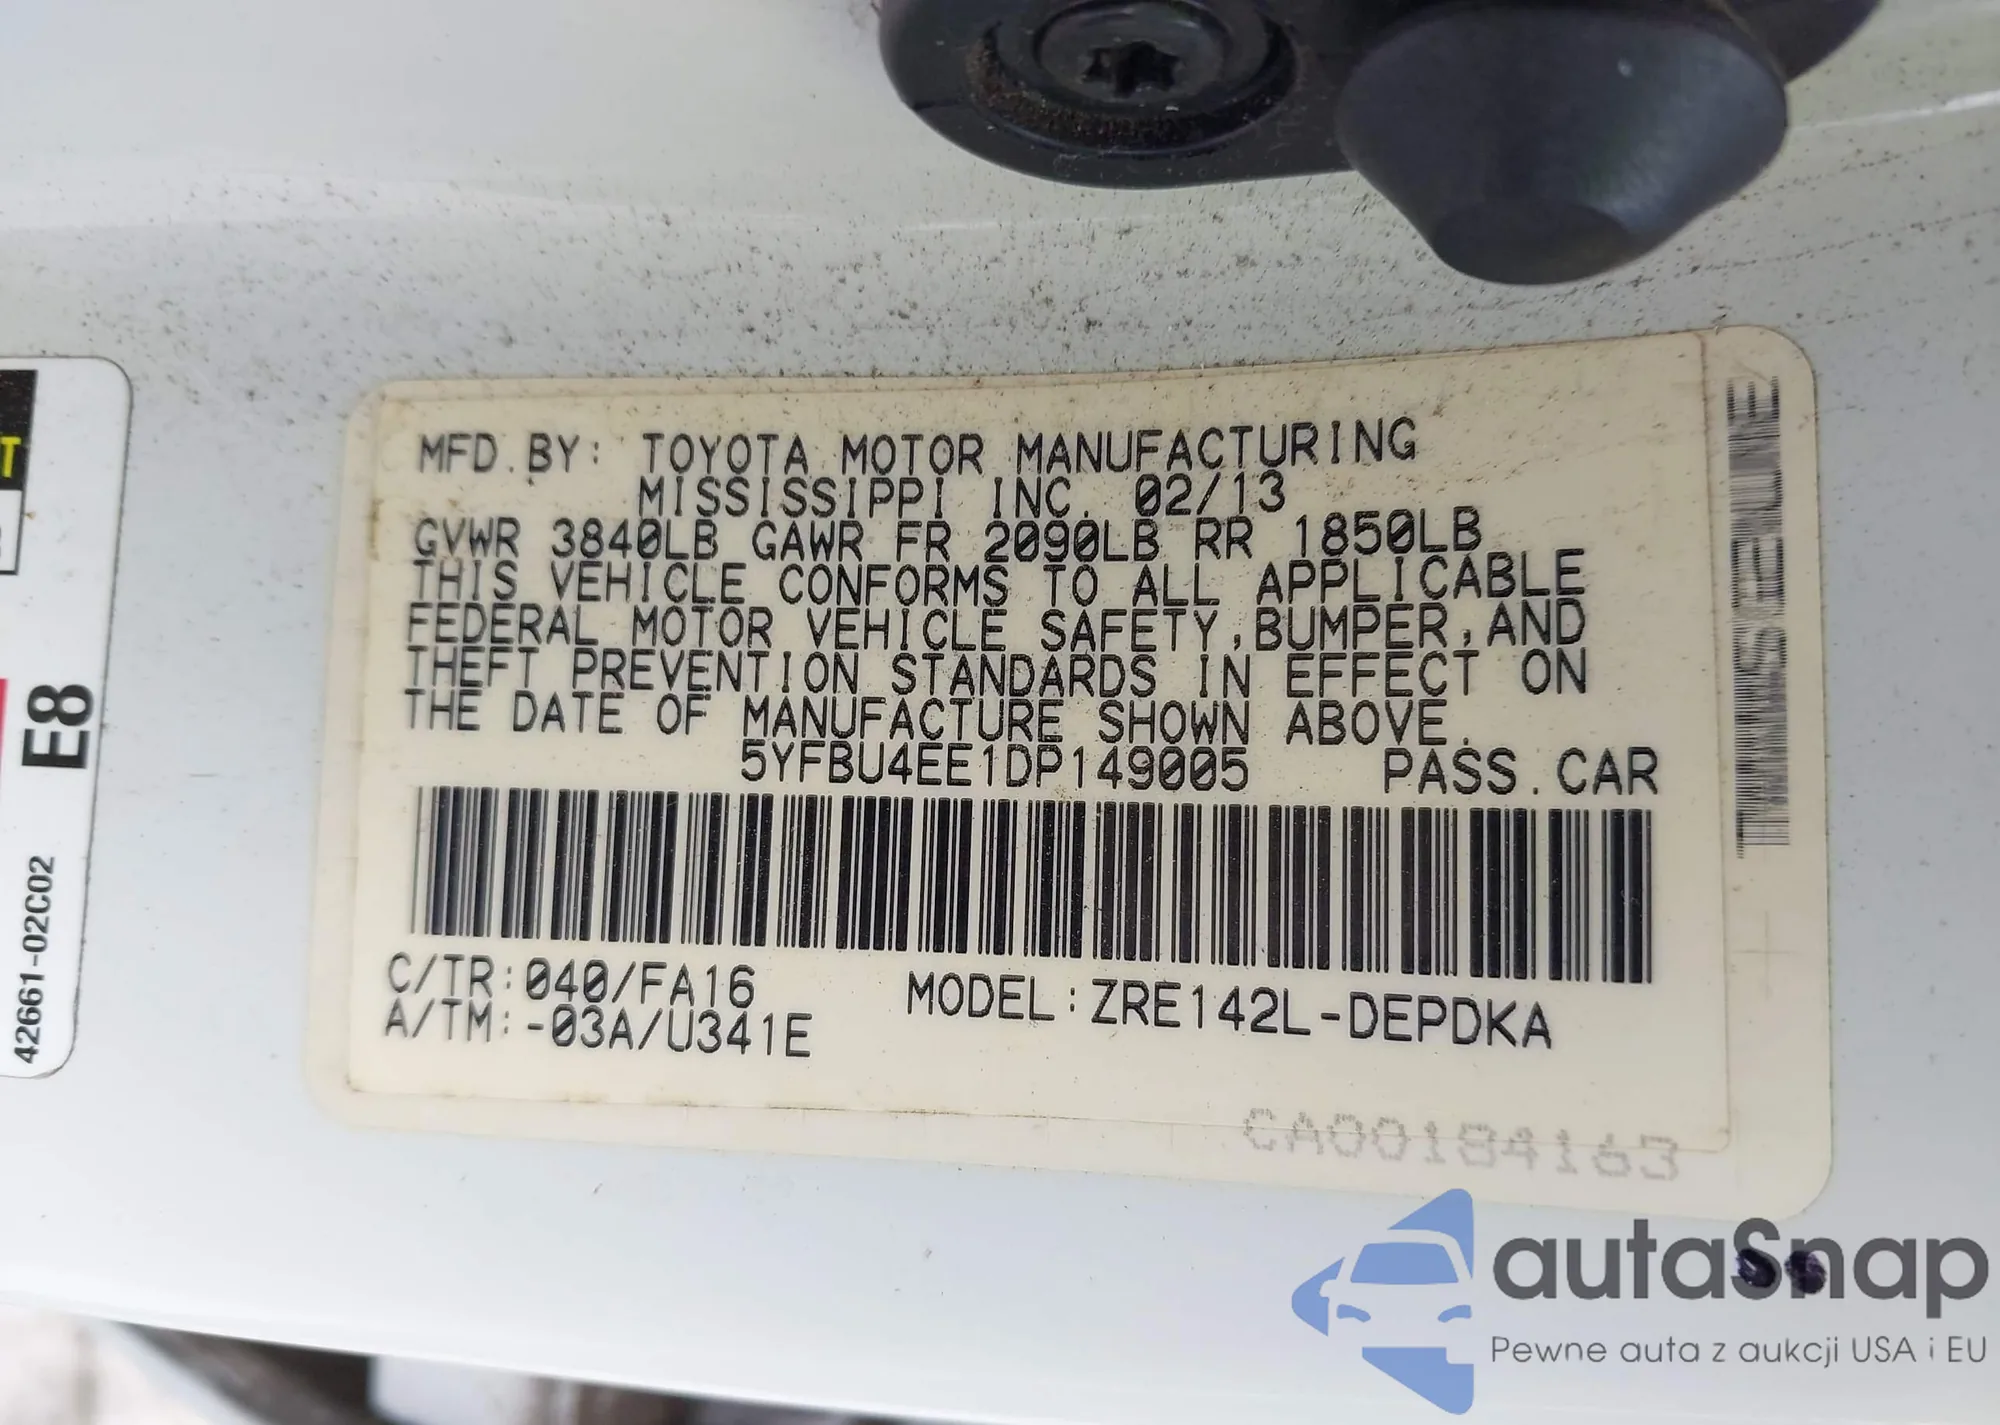 MFD.BY: TOYOTA MOTOR MANUFACTURING
MISSISSIPPI INC. 02/13
GVWR 3840LB GAWR FR 2090LB RR 1850LB
THIS VEHICLE CONFORMS TO ALL APPLICABLE
FEDERAL MOTOR VEHICLE SAFETY,BUMPER,AND
THEFT PREVENTION STANDARDS IN EFFECT ON
THE DATE OF MANUFACTURE SHOWN ABOVE.
5YFBU4EE1DP149005 PASS.CAR
C/TR:040/FA16 MODEL:ZRE142L-DEPDKA
A/TM:-03A/U341E
CA00184163
E8
42661-02C02
autaSnap
Pewne auta z aukcji USA i EU